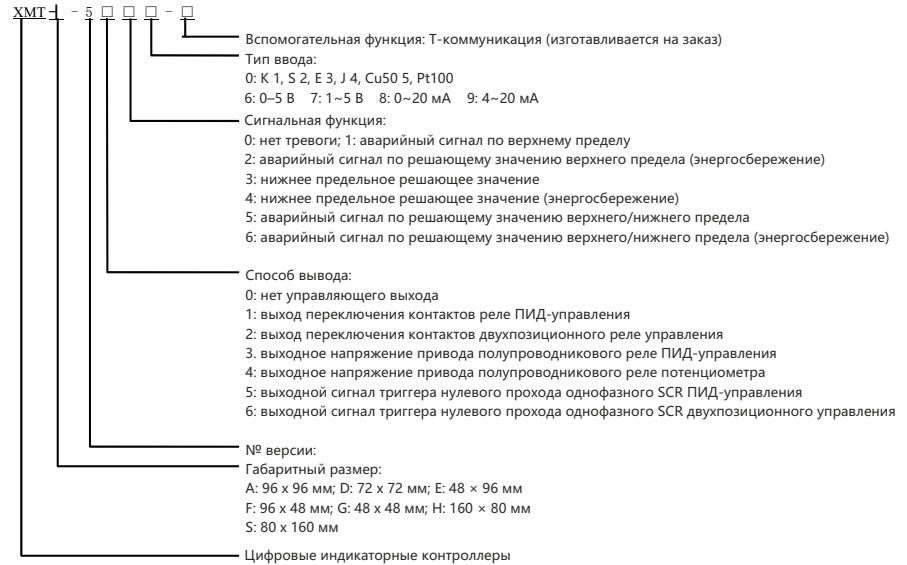 XMT - 5 □ □ □ - □
Вспомогательная функция: Т-коммуникация (изготавливается на заказ)
Тип ввода:
0: K 1, S 2, E 3, J 4, Cu50 5, Pt100
6: 0–5 В 7: 1~5 В 8: 0~20 мА 9: 4~20 мА
Сигнальная функция:
0: нет тревоги; 1: аварийный сигнал по верхнему пределу
2: аварийный сигнал по решающему значению верхнего предела (энергосбережение)
3: нижнее предельное решающее значение
4: нижнее предельное решающее значение (энергосбережение)
5: аварийный сигнал по решающему значению верхнего/нижнего предела
6: аварийный сигнал по решающему значению верхнего/нижнего предела (энергосбережение)
Способ вывода:
0: нет управляющего выхода
1: выход переключения контактов реле ПИД-управления
2: выход переключения контактов двухпозиционного реле управления
3. выходное напряжение привода полупроводникового реле ПИД-управления
4: выходное напряжение привода полупроводникового реле потенциометра
5: выходной сигнал триггера нулевого прохода однофазного SCR ПИД-управления
6: выходной сигнал триггера нулевого прохода однофазного SCR двухпозиционного управления
№ версии:
Габаритный размер:
A: 96 x 96 мм; D: 72 x 72 мм; E: 48 × 96 мм
F: 96 x 48 мм; G: 48 x 48 мм; H: 160 × 80 мм
S: 80 x 160 мм
Цифровые индикаторные контроллеры